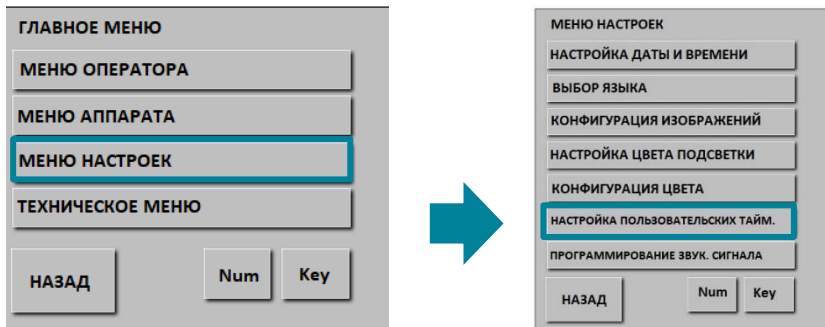 ГЛАВНОЕ МЕНЮ
МЕНЮ ОПЕРАТОРА
МЕНЮ АППАРАТА
МЕНЮ НАСТРОЕК
ТЕХНИЧЕСКОЕ МЕНЮ
НАЗАД
Num
Key
МЕНЮ НАСТРОЕК
НАСТРОЙКА ДАТЫ И ВРЕМЕНИ
ВЫБОР ЯЗЫКА
КОНФИГУРАЦИЯ ИЗОБРАЖЕНИЙ
НАСТРОЙКА ЦВЕТА ПОДСВЕТКИ
КОНФИГУРАЦИЯ ЦВЕТА
НАСТРОЙКА ПОЛЬЗОВАТЕЛЬСКИХ ТАЙМ.
ПРОГРАММИРОВАНИЕ ЗВУК. СИГНАЛА
НАЗАД
Num
Key